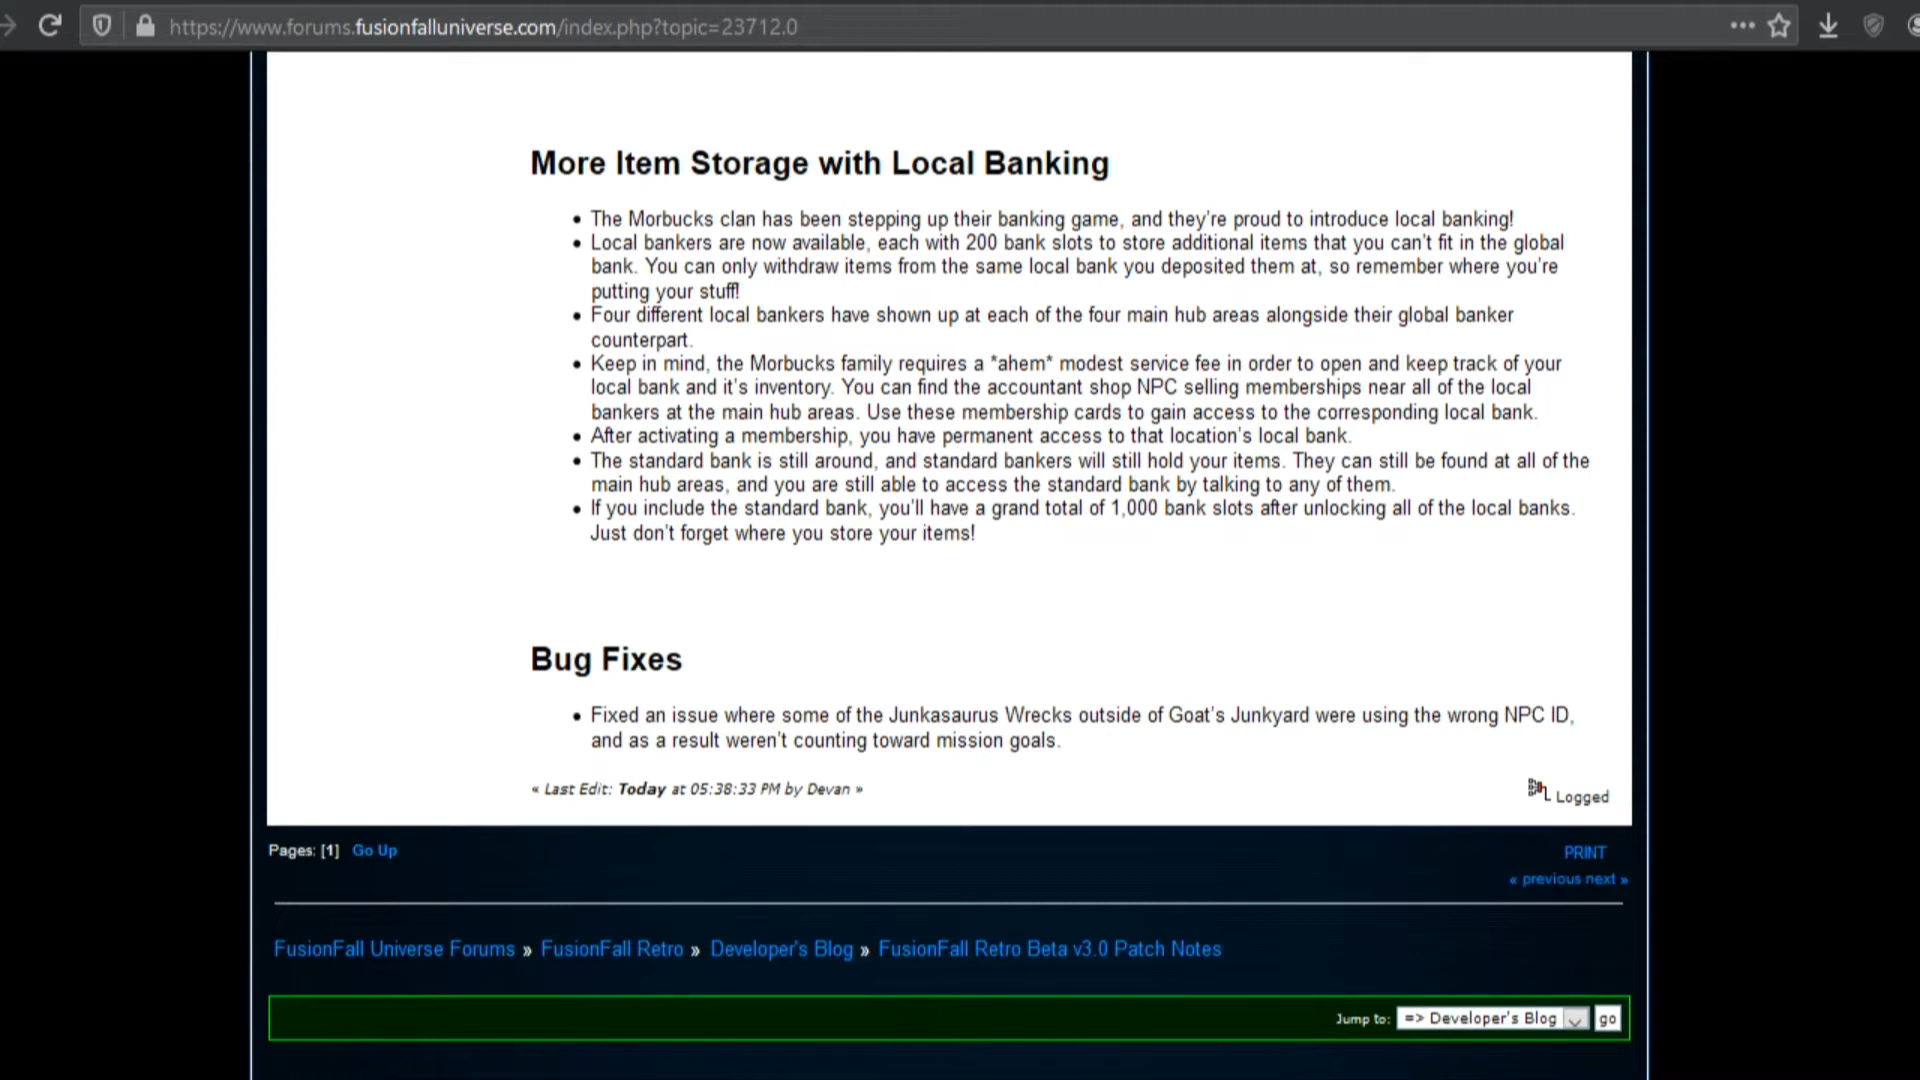 https://www.forums.fusionfalluniverse.com/index.php?topic=23712.0
More Item Storage with Local Banking
• The Morbucks clan has been stepping up their banking game, and they're proud to introduce local banking!
• Local bankers are now available, each with 200 bank slots to store additional items that you can't fit in the global
bank. You can only withdraw items from the same local bank you deposited them at, so remember where you're
putting your stuff!
• Four different local bankers have shown up at each of the four main hub areas alongside their global banker
counterpart.
• Keep in mind, the Morbucks family requires a *ahem* modest service fee in order to open and keep track of your
local bank and it's inventory. You can find the accountant shop NPC selling memberships near all of the local
bankers at the main hub areas. Use these membership cards to gain access to the corresponding local bank.
• After activating a membership, you have permanent access to that location's local bank.
• The standard bank is still around, and standard bankers will still hold your items. They can still be found at all of the
main hub areas, and you are still able to access the standard bank by talking to any of them.
• If you include the standard bank, you'll have a grand total of 1,000 bank slots after unlocking all of the local banks.
Just don't forget where you store your items!
Bug Fixes
• Fixed an issue where some of the Junkasaurus Wrecks outside of Goat's Junkyard were using the wrong NPC ID,
and as a result weren't counting toward mission goals.
« Last Edit: Today at 05:38:33 PM by Devan »
Logged
Pages: [1] Go Up
PRINT
« previous next »
FusionFall Universe Forums » FusionFall Retro » Developer's Blog » FusionFall Retro Beta v3.0 Patch Notes
Jump to: => Developer's Blog go